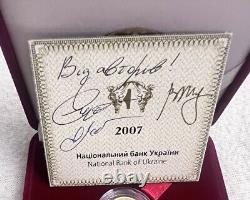 Від авторів!
2007
Національний банк України
National Bank of Ukraine